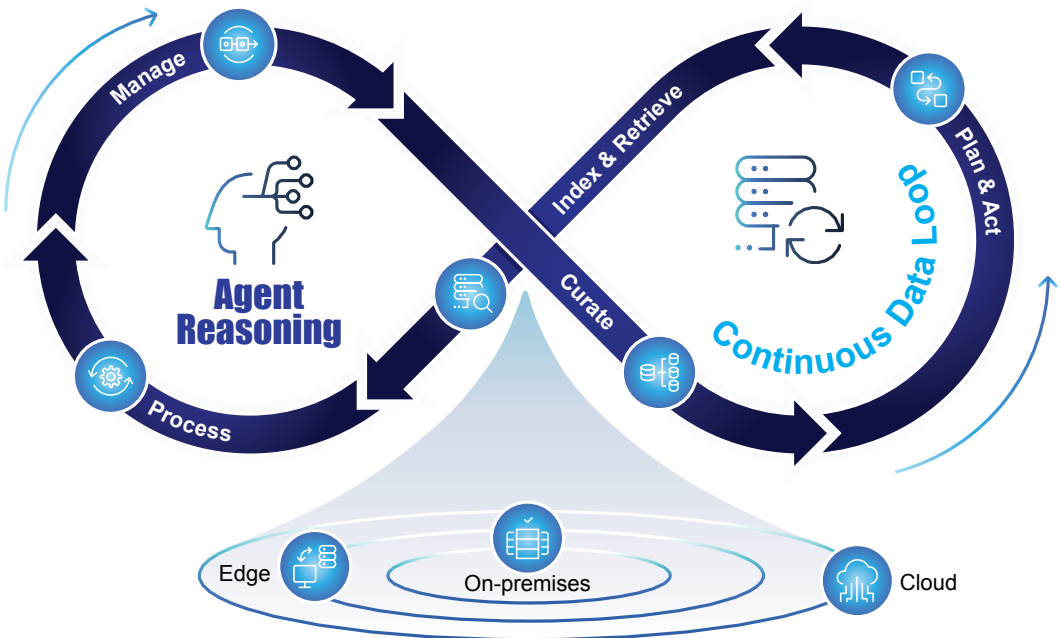 Manage
Index & Retrieve
Plan & Act
Agent
Reasoning
Continuous Data Loop
Curate
Process
Edge
On-premises
Cloud